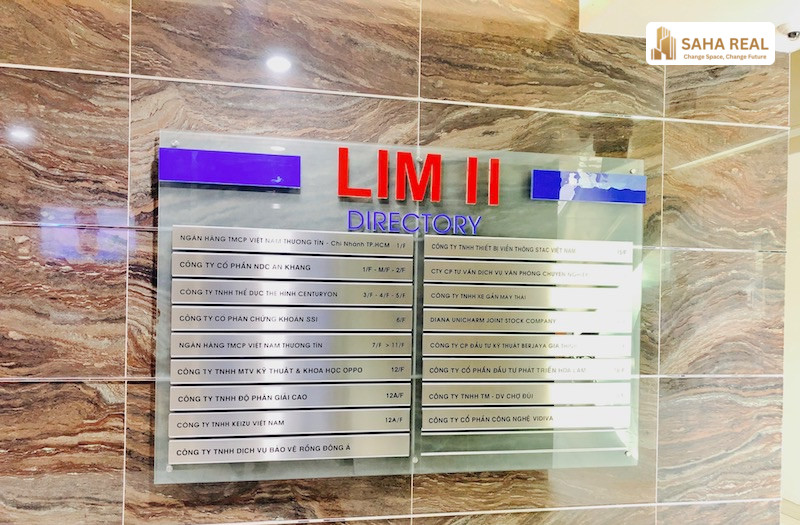 SAHA REAL
Change Space, Change Future
LIM II
DIRECTORY
NGÂN HÀNG TMCP VIỆT NAM THƯƠNG TÍN - Chi Nhánh TP.HCM 1/F
CÔNG TY CỔ PHẦN NDC AN KHANG 1/F - M/F - 2/F
CÔNG TY TNHH THỂ DỤC THỂ HÌNH CENTURYON 3/F - 4/F - 5/F
CÔNG TY CỔ PHẦN CHỨNG KHOÁN SSI 6/F
NGÂN HÀNG TMCP VIỆT NAM THƯƠNG TÍN 7/F > 11/F
CÔNG TY TNHH MTV KỸ THUẬT & KHOA HỌC OPPO 12/F
CÔNG TY TNHH ĐỘ PHÂN GIẢI CAO 12A/F
CÔNG TY TNHH KEIZU VIỆT NAM 12A/F
CÔNG TY TNHH DỊCH VỤ BẢO VỆ RỒNG ĐÔNG Á
CÔNG TY TNHH THIẾT BỊ VIỄN THÔNG STAC VIỆT NAM
CTY CP TƯ VẤN DỊCH VỤ VĂN PHÒNG CHUYÊN
CÔNG TY TNHH XE GẮN MÁY THÁI
DIANA UNICHARM JOINT STOCK COMPANY
CÔNG TY CP ĐẦU TƯ KỸ THUẬT BERJAYA GIA
CÔNG TY CỔ PHẦN ĐẦU TƯ PHÁT TRIỂN HOA LÂM
CÔNG TY TNHH TM - DV CHỢ ĐŨI
CÔNG TY CỔ PHẦN CÔNG NGHỆ VIDIVA